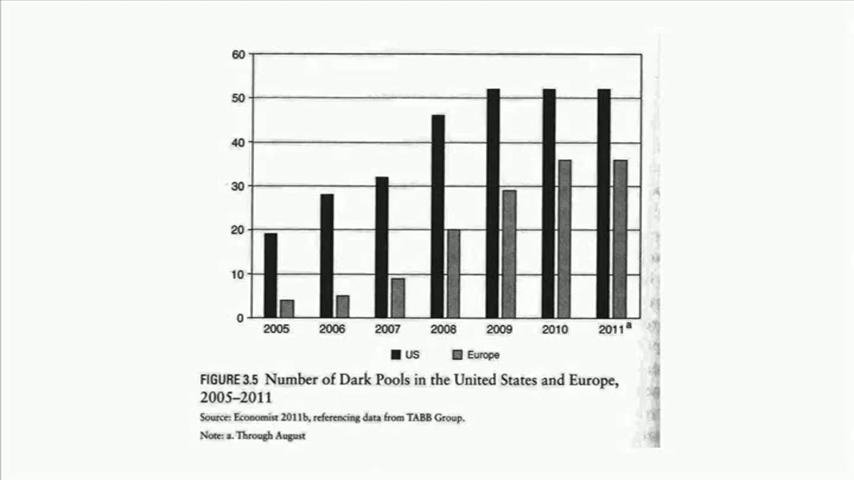 60
50
40
30
20
10
0
2005 2006 2007 2008 2009 2010 2011 a
US Europe
FIGURE 3.5 Number of Dark Pools in the United States and Europe,
2005–2011
Source: Economist 2011b, referencing data from TABB Group.
Note: a. Through August